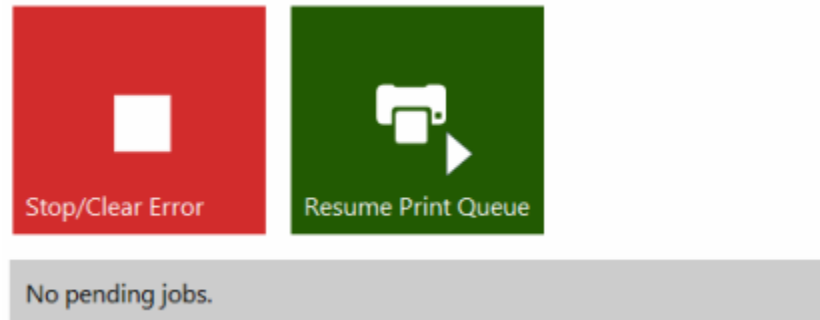 Stop/Clear Error
Resume Print Queue
No pending jobs.